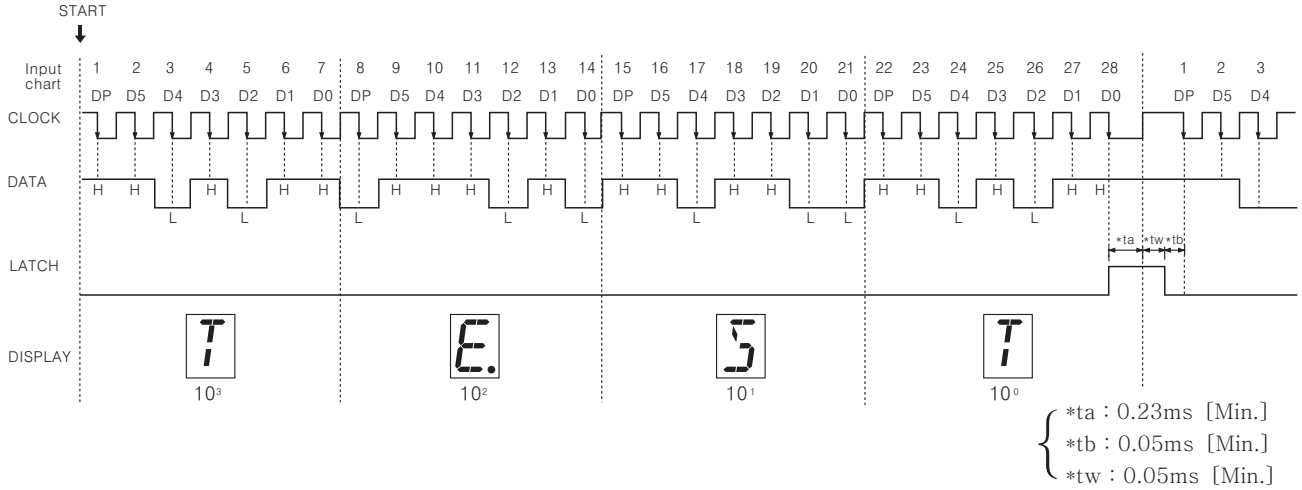 START
Input chart 1 2 3 4 5 6 7 8 9 10 11 12 13 14 15 16 17 18 19 20 21 22 23 24 25 26 27 28 1 2 3
DP D5 D4 D3 D2 D1 D0 DP D5 D4 D3 D2 D1 D0 DP D5 D4 D3 D2 D1 D0 DP D5 D4 D3 D2 D1 D0 DP D5 D4
CLOCK
DATA
H H L H L H H L H H H L H L H H L H H L L H H L H L H H
*ta *tw *tb
LATCH
DISPLAY T E. S T
10³ 10² 10¹ 10⁰
*ta : 0.23ms [Min.]
*tb : 0.05ms [Min.]
*tw : 0.05ms [Min.]